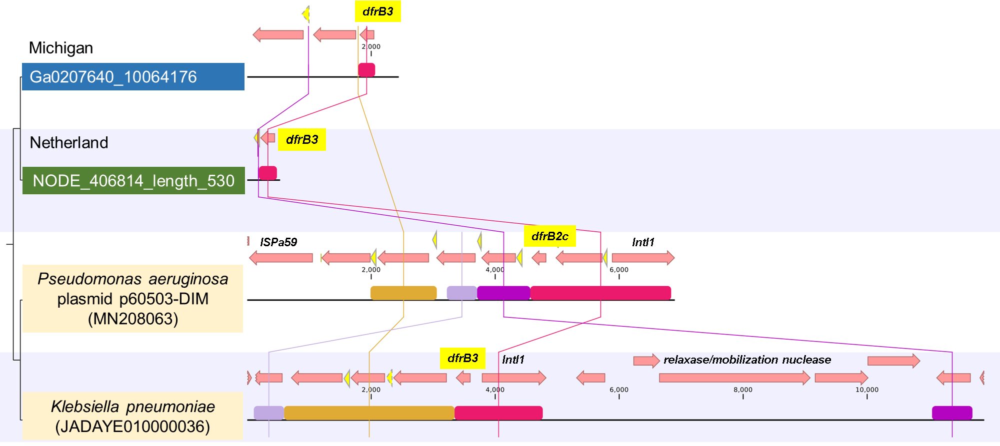 dfrB3
Michigan
2,000
Ga0207640_10064176
Netherland
dfrB3
NODE_406814_length_530
ISPa59
dfrB2c
IntI1
2,000
4,000
6,000
Pseudomonas aeruginosa
plasmid p60503-DIM
(MN208063)
dfrB3
IntI1
relaxase/mobilization nuclease
2,000
4,000
6,000
8,000
10,000
Klebsiella pneumoniae
(JADAYE010000036)